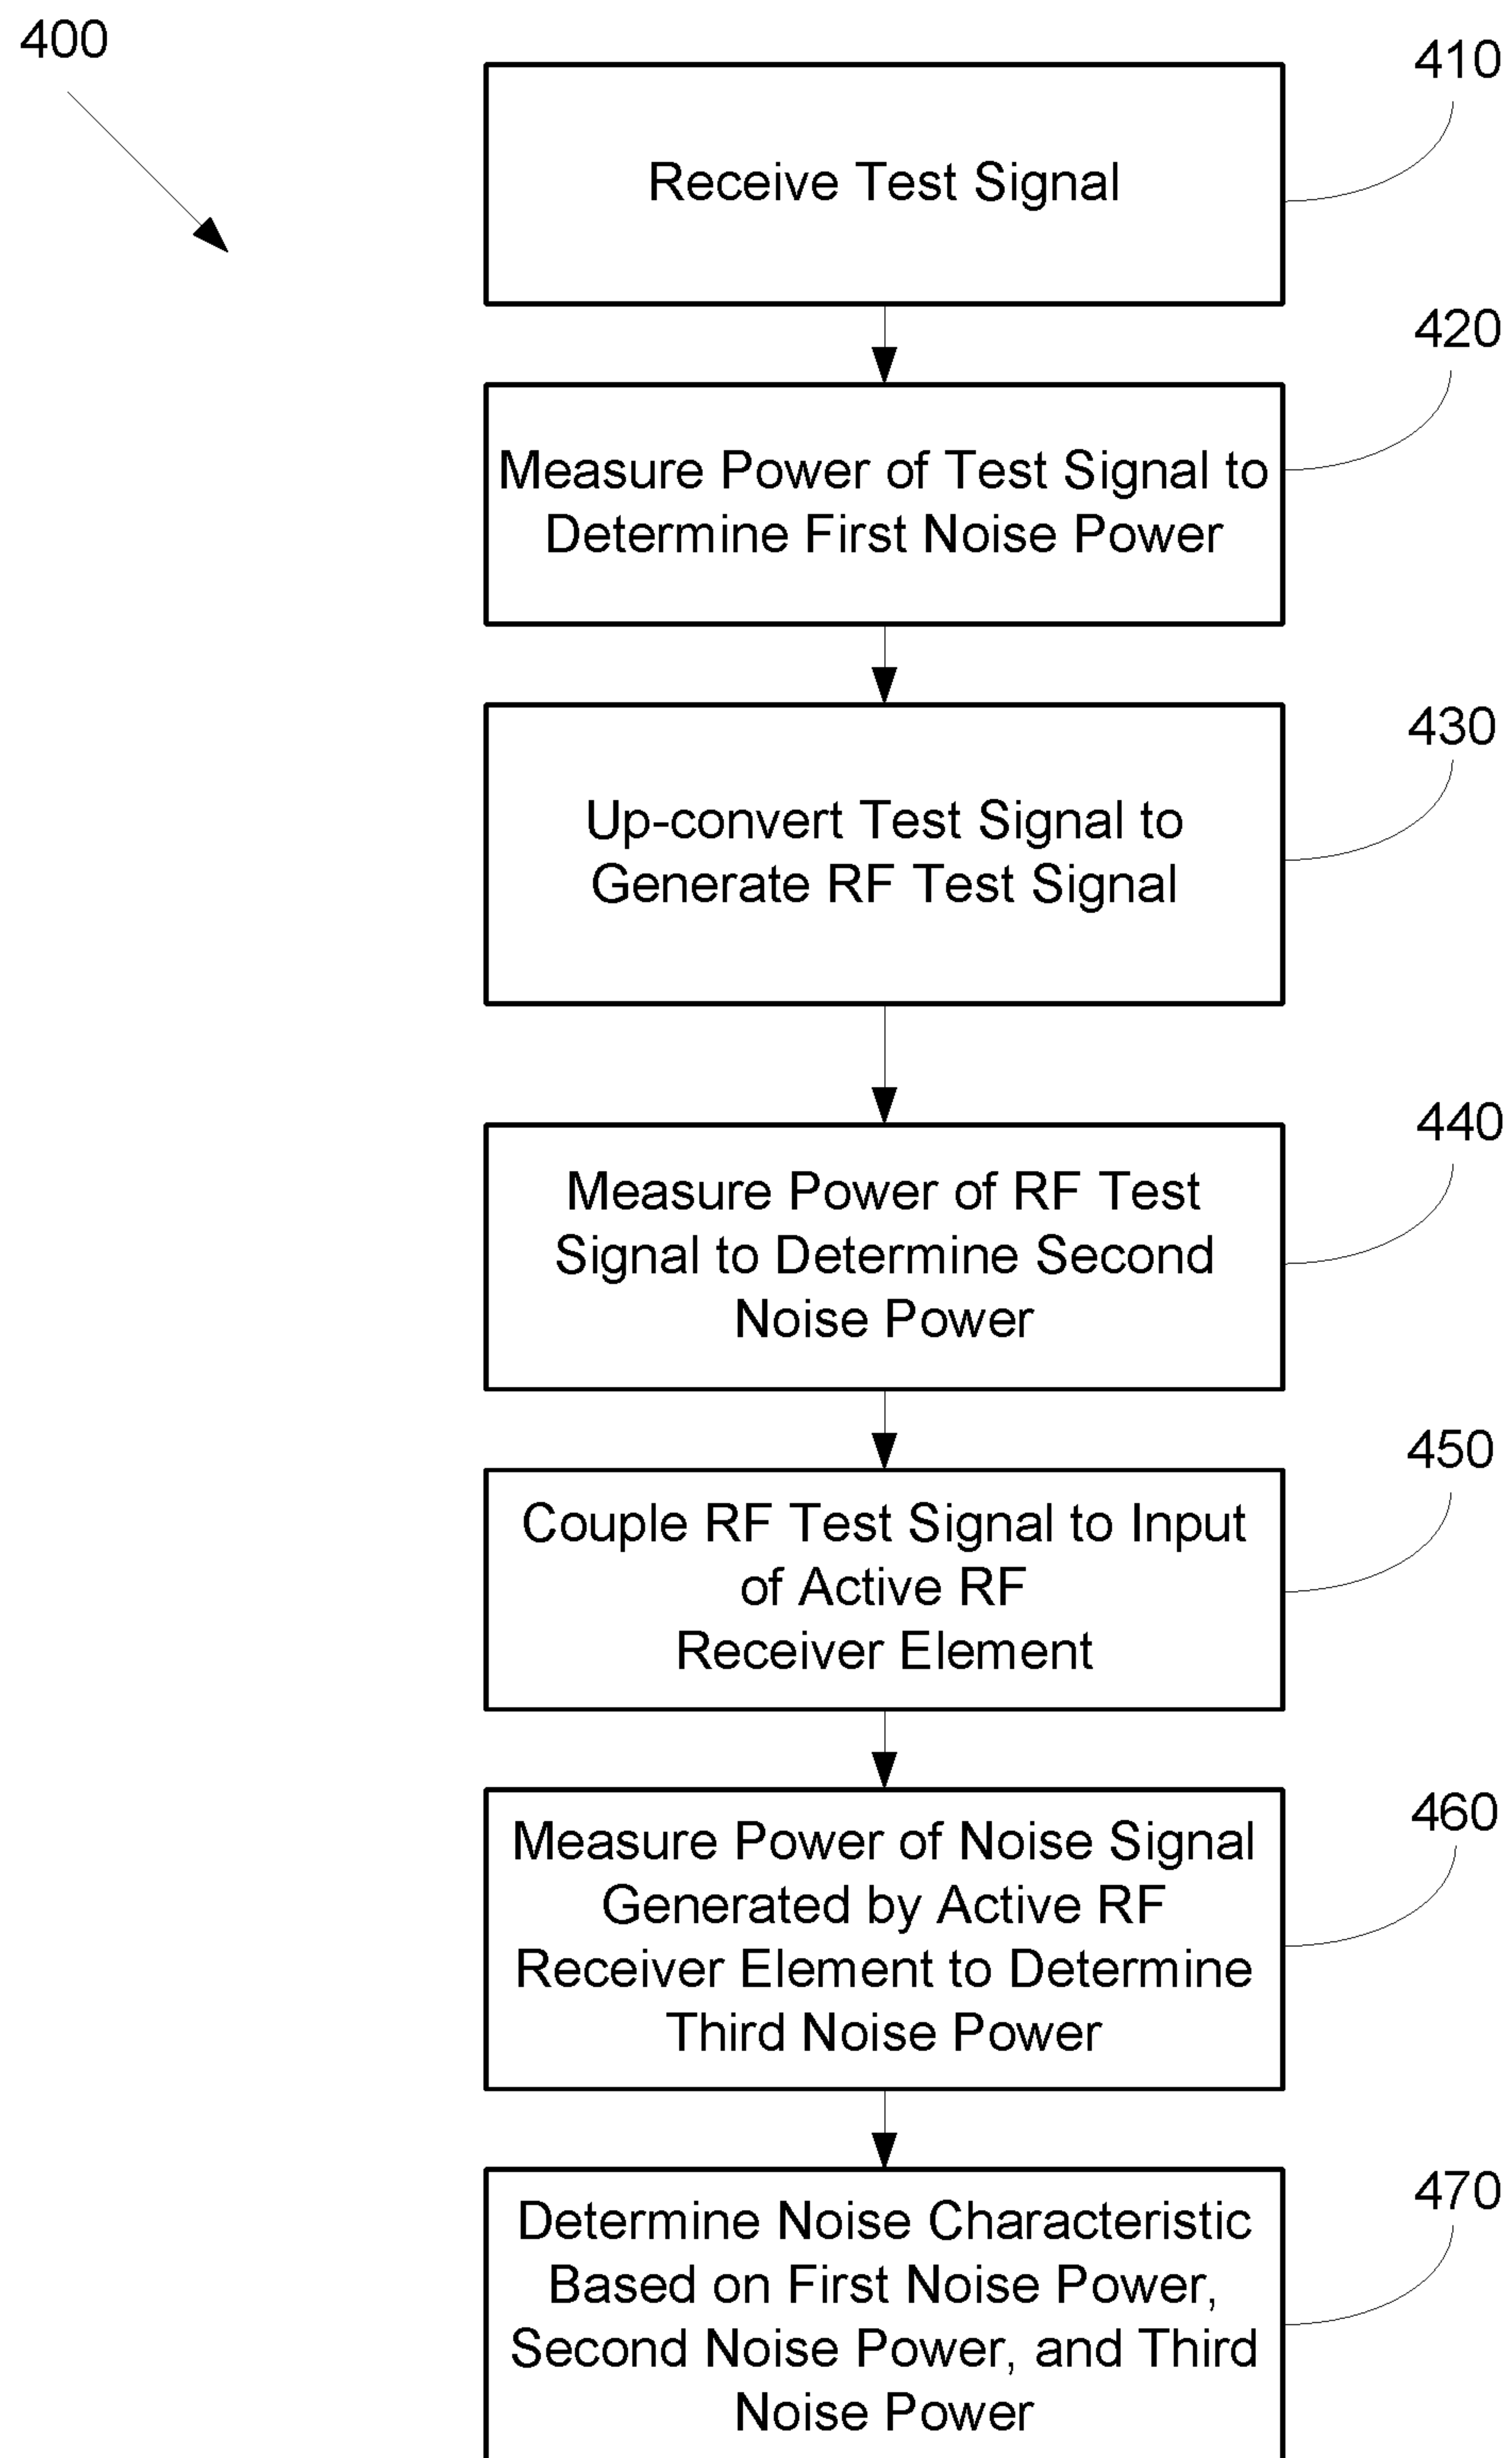 400
410
Receive Test Signal
420
Measure Power of Test Signal to
Determine First Noise Power
430
Up-convert Test Signal to
Generate RF Test Signal
440
Measure Power of RF Test
Signal to Determine Second
Noise Power
450
Couple RF Test Signal to Input
of Active RF
Receiver Element
460
Measure Power of Noise Signal
Generated by Active RF
Receiver Element to Determine
Third Noise Power
470
Determine Noise Characteristic
Based on First Noise Power,
Second Noise Power, and Third
Noise Power